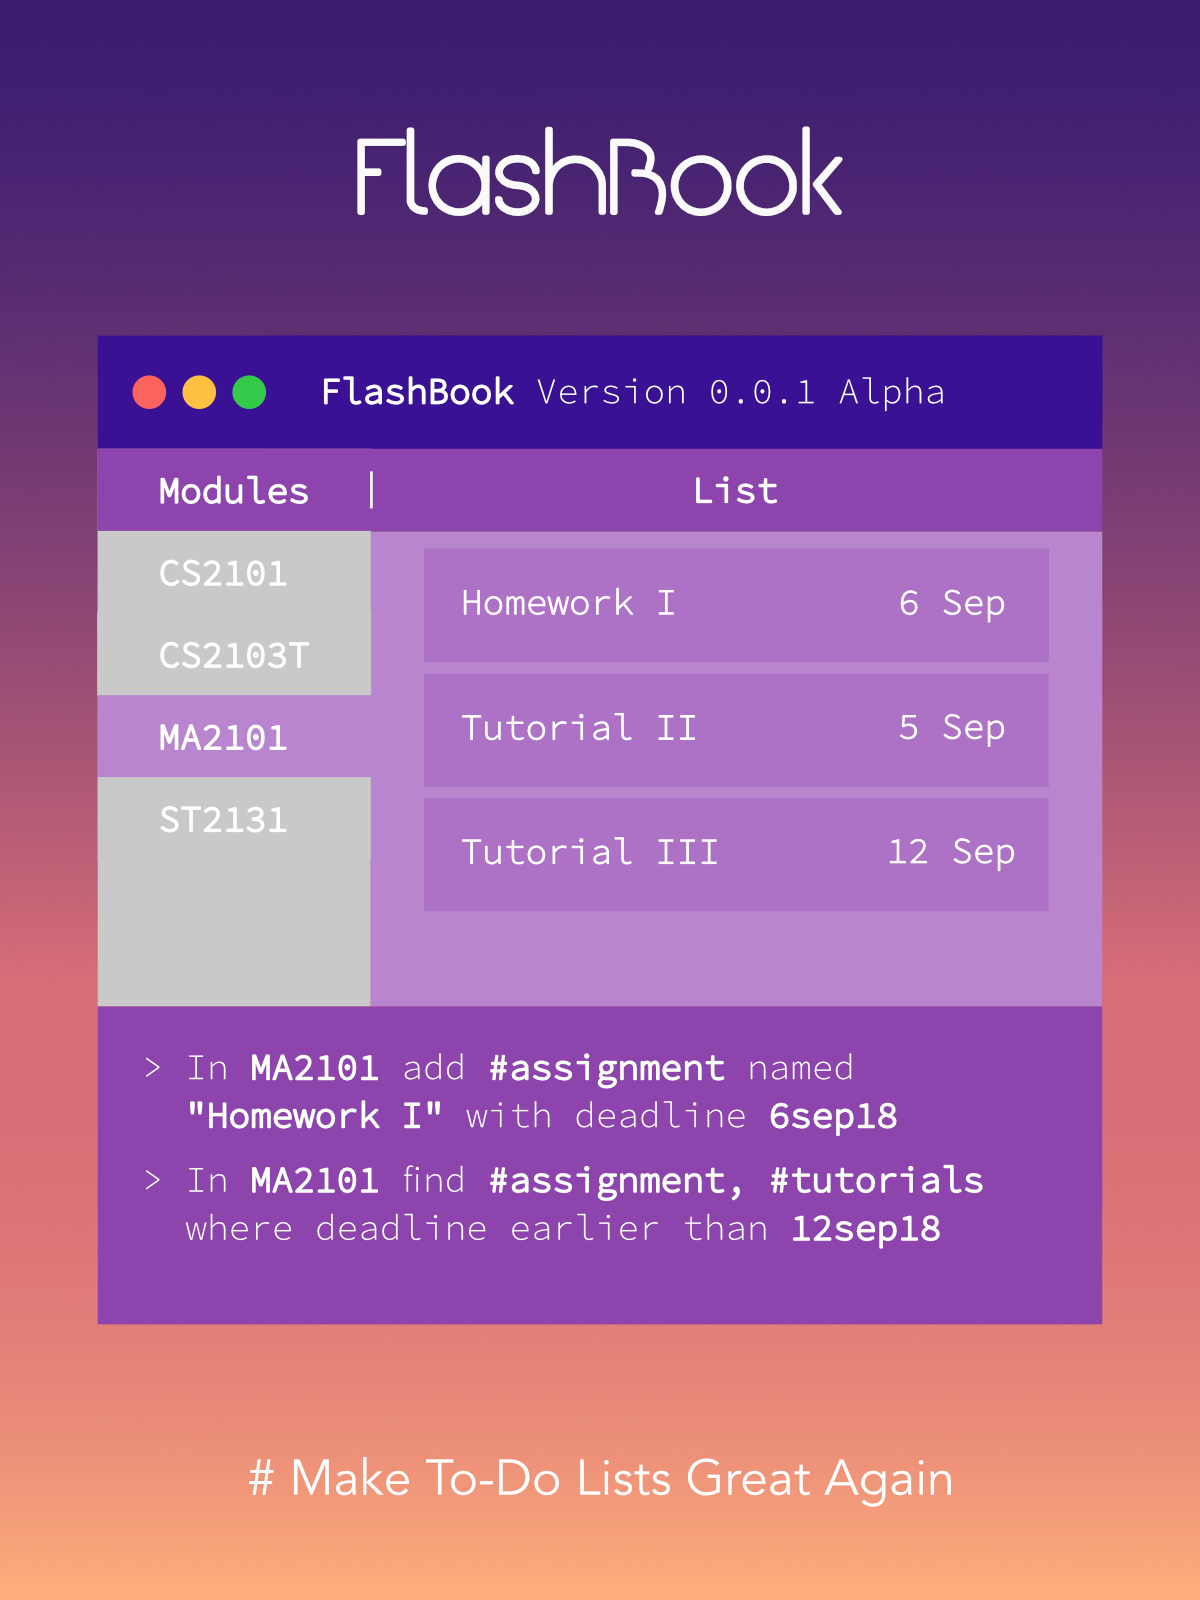 FlashBook
FlashBook Version 0.0.1 Alpha
Modules | List
CS2101
CS2103T
MA2101
ST2131
Homework I 6 Sep
Tutorial II 5 Sep
Tutorial III 12 Sep
> In MA2101 add #assignment named
"Homework I" with deadline 6sep18
> In MA2101 find #assignment, #tutorials
where deadline earlier than 12sep18
# Make To-Do Lists Great Again